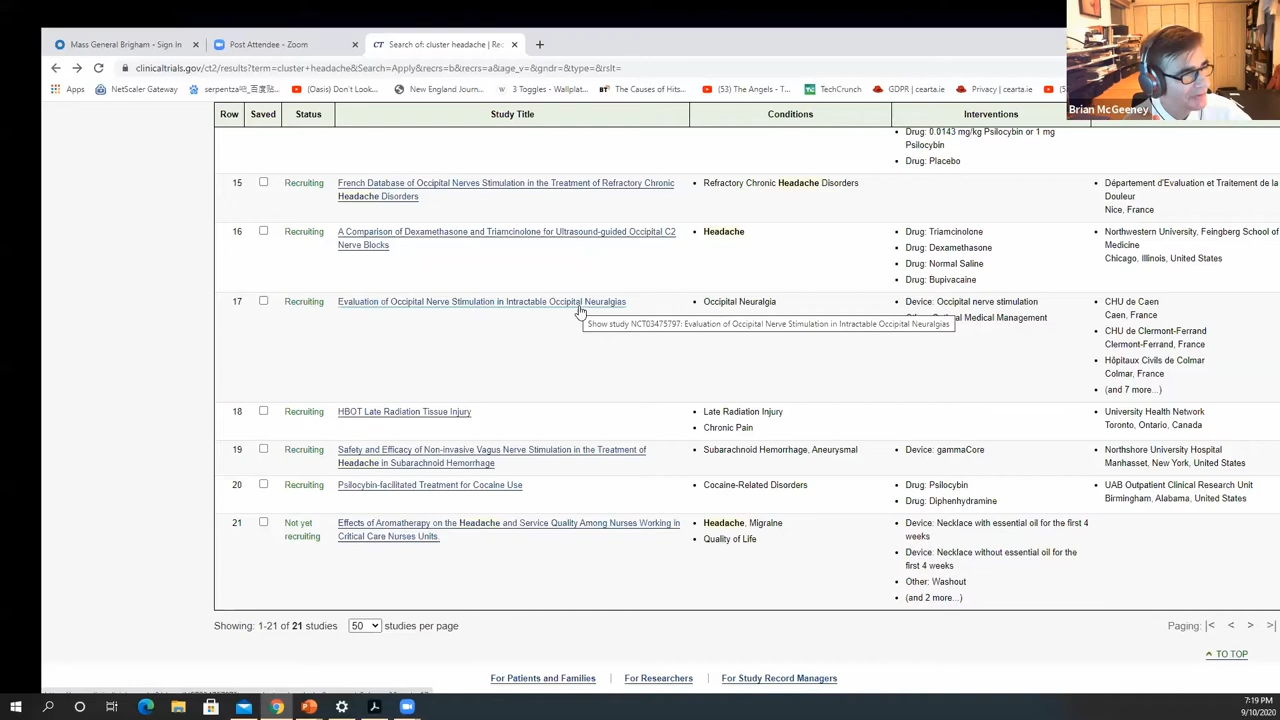 Mass General Brigham - Sign In
Post Attendee - Zoom
Search of: cluster headache | Re
clinicaltrials.gov/ct2/results?term=cluster+headache&Search=Apply&recrs=b&recrs=a&age_v=&gndr=&type=&rslt=
Apps
NetScaler Gateway
serpentza吧_百度贴...
(Oasis) Don't Look...
New England Journ...
3 Toggles - Wallplat...
The Causes of Hits...
(53) The Angels - T...
TechCrunch
GDPR | cearta.ie
Privacy | cearta.ie
Brian McGeeney
Row Saved Status Study Title Conditions Interventions
Drug: 0.0143 mg/kg Psilocybin or 1 mg
Psilocybin
Drug: Placebo
15 Recruiting French Database of Occipital Nerves Stimulation in the Treatment of Refractory Chronic
Headache Disorders
Refractory Chronic Headache Disorders
Département d'Evaluation et Traitement de la
Douleur
Nice, France
16 Recruiting A Comparison of Dexamethasone and Triamcinolone for Ultrasound-guided Occipital C2
Nerve Blocks
Headache
Drug: Triamcinolone
Drug: Dexamethasone
Drug: Normal Saline
Drug: Bupivacaine
Northwestern University, Feingberg School of
Medicine
Chicago, Illinois, United States
17 Recruiting Evaluation of Occipital Nerve Stimulation in Intractable Occipital Neuralgias
Show study NCT03475797: Evaluation of Occipital Nerve Stimulation in Intractable Occipital Neuralgias
Occipital Neuralgia
Device: Occipital nerve stimulation
Medical Management
CHU de Caen
Caen, France
CHU de Clermont-Ferrand
Clermont-Ferrand, France
Hôpitaux Civils de Colmar
Colmar, France
(and 7 more...)
18 Recruiting HBOT Late Radiation Tissue Injury
Late Radiation Injury
Chronic Pain
University Health Network
Toronto, Ontario, Canada
19 Recruiting Safety and Efficacy of Non-invasive Vagus Nerve Stimulation in the Treatment of
Headache in Subarachnoid Hemorrhage
Subarachnoid Hemorrhage, Aneurysmal
Device: gammaCore
Northshore University Hospital
Manhasset, New York, United States
20 Recruiting Psilocybin-facilitated Treatment for Cocaine Use
Cocaine-Related Disorders
Drug: Psilocybin
Drug: Diphenhydramine
UAB Outpatient Clinical Research Unit
Birmingham, Alabama, United States
21 Not yet
recruiting
Effects of Aromatherapy on the Headache and Service Quality Among Nurses Working in
Critical Care Nurses Units.
Headache, Migraine
Quality of Life
Device: Necklace with essential oil for the first 4
weeks
Device: Necklace without essential oil for the
first 4 weeks
Other: Washout
(and 2 more...)
Showing: 1-21 of 21 studies 50 studies per page
Paging: |< < > >|
TO TOP
For Patients and Families For Researchers For Study Record Managers
7:19 PM
9/10/2020